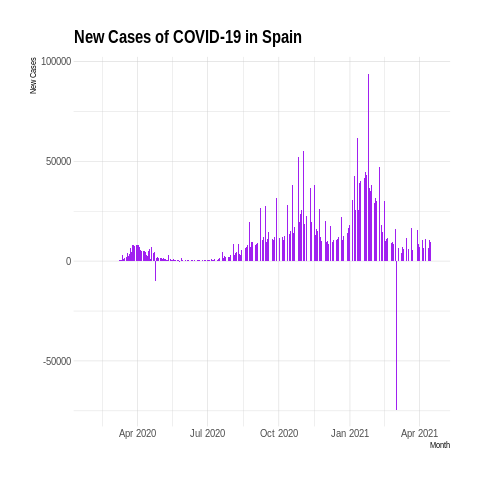 New Cases of COVID-19 in Spain
New Cases
100000
50000
0
-50000
Apr 2020
Jul 2020
Oct 2020
Jan 2021
Apr 2021
Month